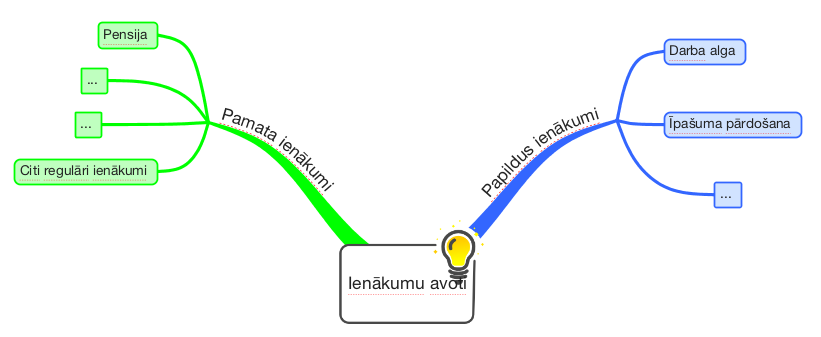 Pensija
...
...
Citi regulāri ienākumi
Pamata ienākumi
Papildus ienākumi
Darba alga
Īpašuma pārdošana
...
Ienākumu avoti